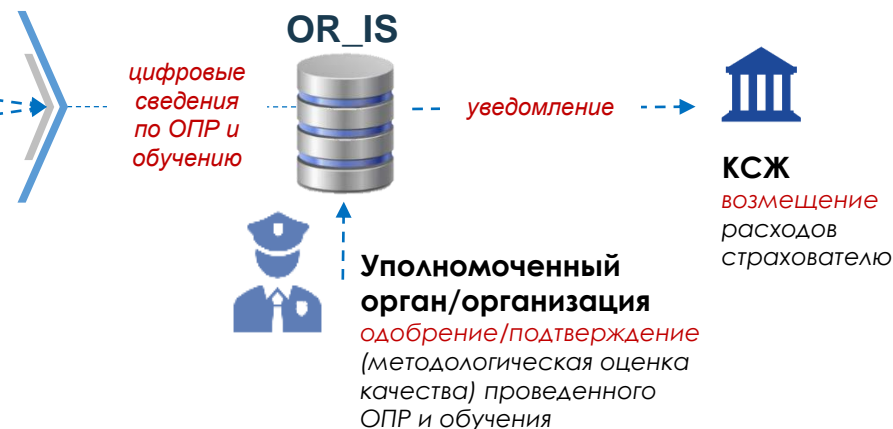 OR_IS
цифровые
сведения
по ОПР и
обучению
уведомление
КСЖ
возмещение
расходов
страхователю
Уполномоченный
орган/организация
одобрение/подтверждение
(методологическая оценка
качества) проведенного
ОПР и обучения